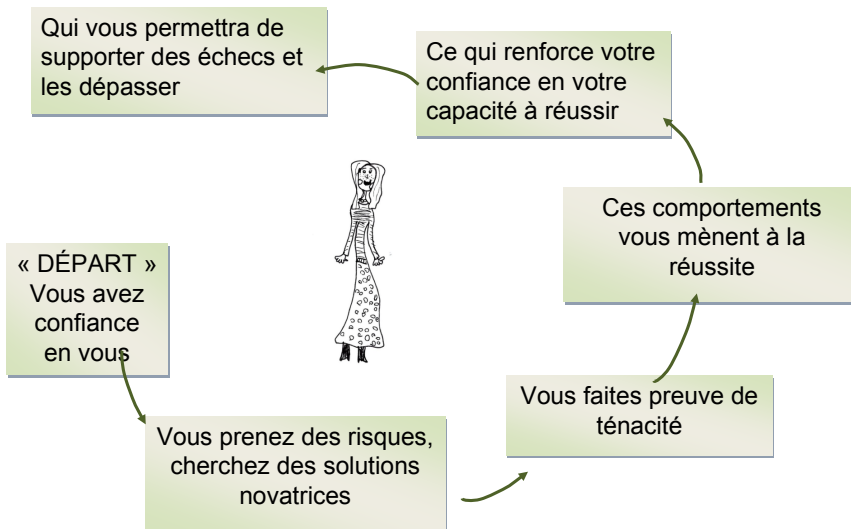 Qui vous permettra de
supporter des échecs et
les dépasser
Ce qui renforce votre
confiance en votre
capacité à réussir
Ces comportements
vous mènent à la
réussite
« DÉPART »
Vous avez
confiance
en vous
Vous faites preuve de
ténacité
Vous prenez des risques,
cherchez des solutions
novatrices